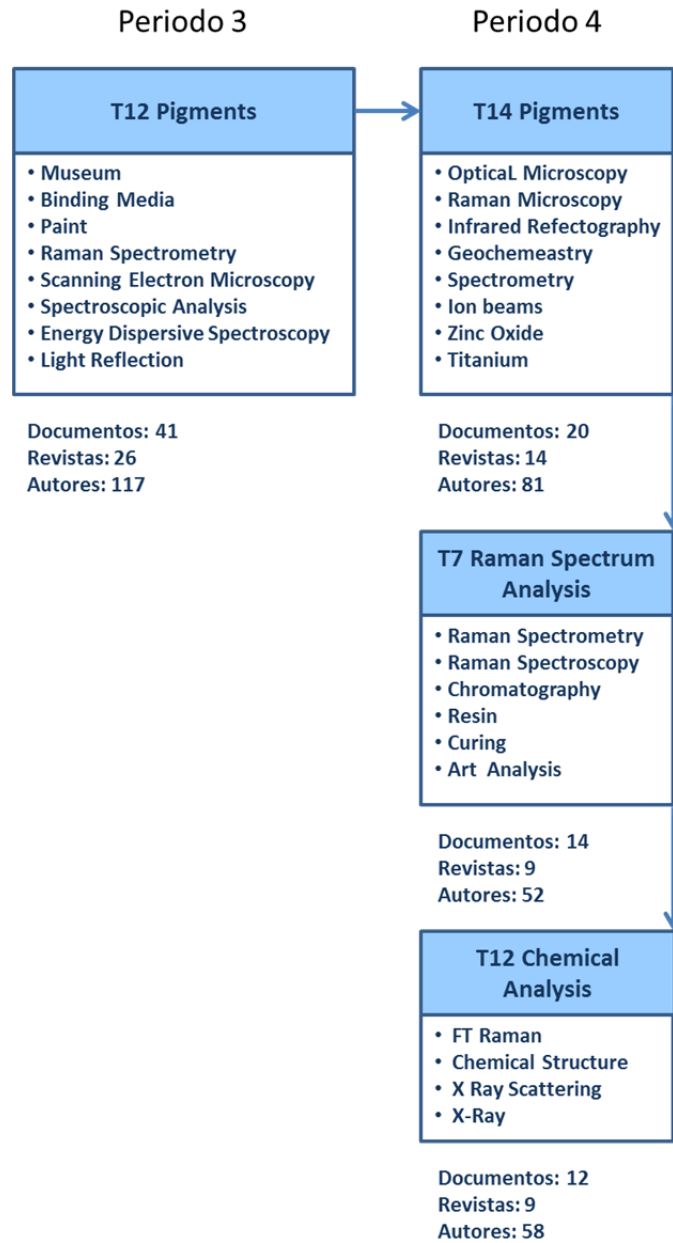 Periodo 3
Periodo 4
T12 Pigments
• Museum
• Binding Media
• Paint
• Raman Spectrometry
• Scanning Electron Microscopy
• Spectroscopic Analysis
• Energy Dispersive Spectroscopy
• Light Reflection
Documentos: 41
Revistas: 26
Autores: 117
T14 Pigments
• OpticaL Microscopy
• Raman Microscopy
• Infrared Refectography
• Geochemeastry
• Spectrometry
• Ion beams
• Zinc Oxide
• Titanium
Documentos: 20
Revistas: 14
Autores: 81
T7 Raman Spectrum
Analysis
• Raman Spectrometry
• Raman Spectroscopy
• Chromatography
• Resin
• Curing
• Art Analysis
Documentos: 14
Revistas: 9
Autores: 52
T12 Chemical
Analysis
• FT Raman
• Chemical Structure
• X Ray Scattering
• X-Ray
Documentos: 12
Revistas: 9
Autores: 58